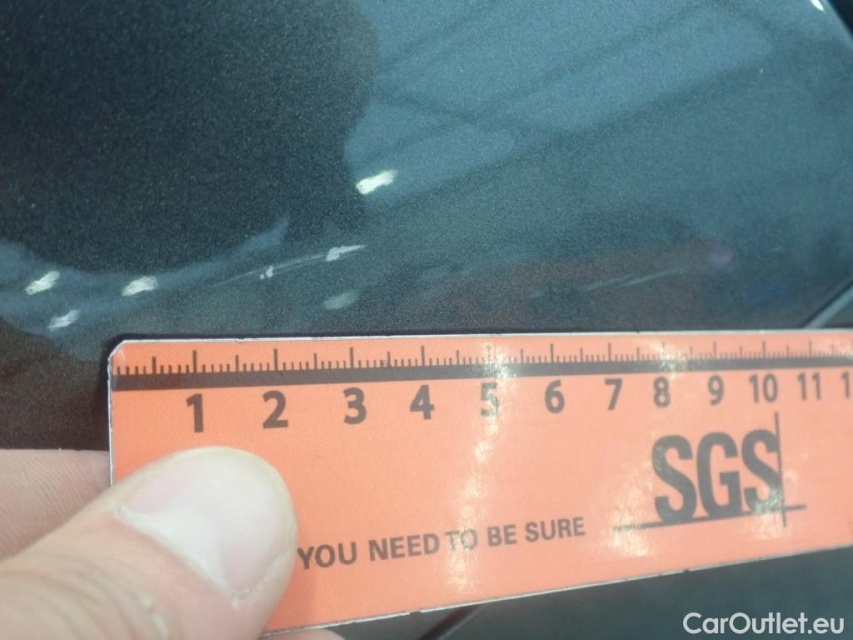 1 2 3 4 5 6 7 8 9 10 11 1
SGS
YOU NEED TO BE SURE
CarOutlet.eu